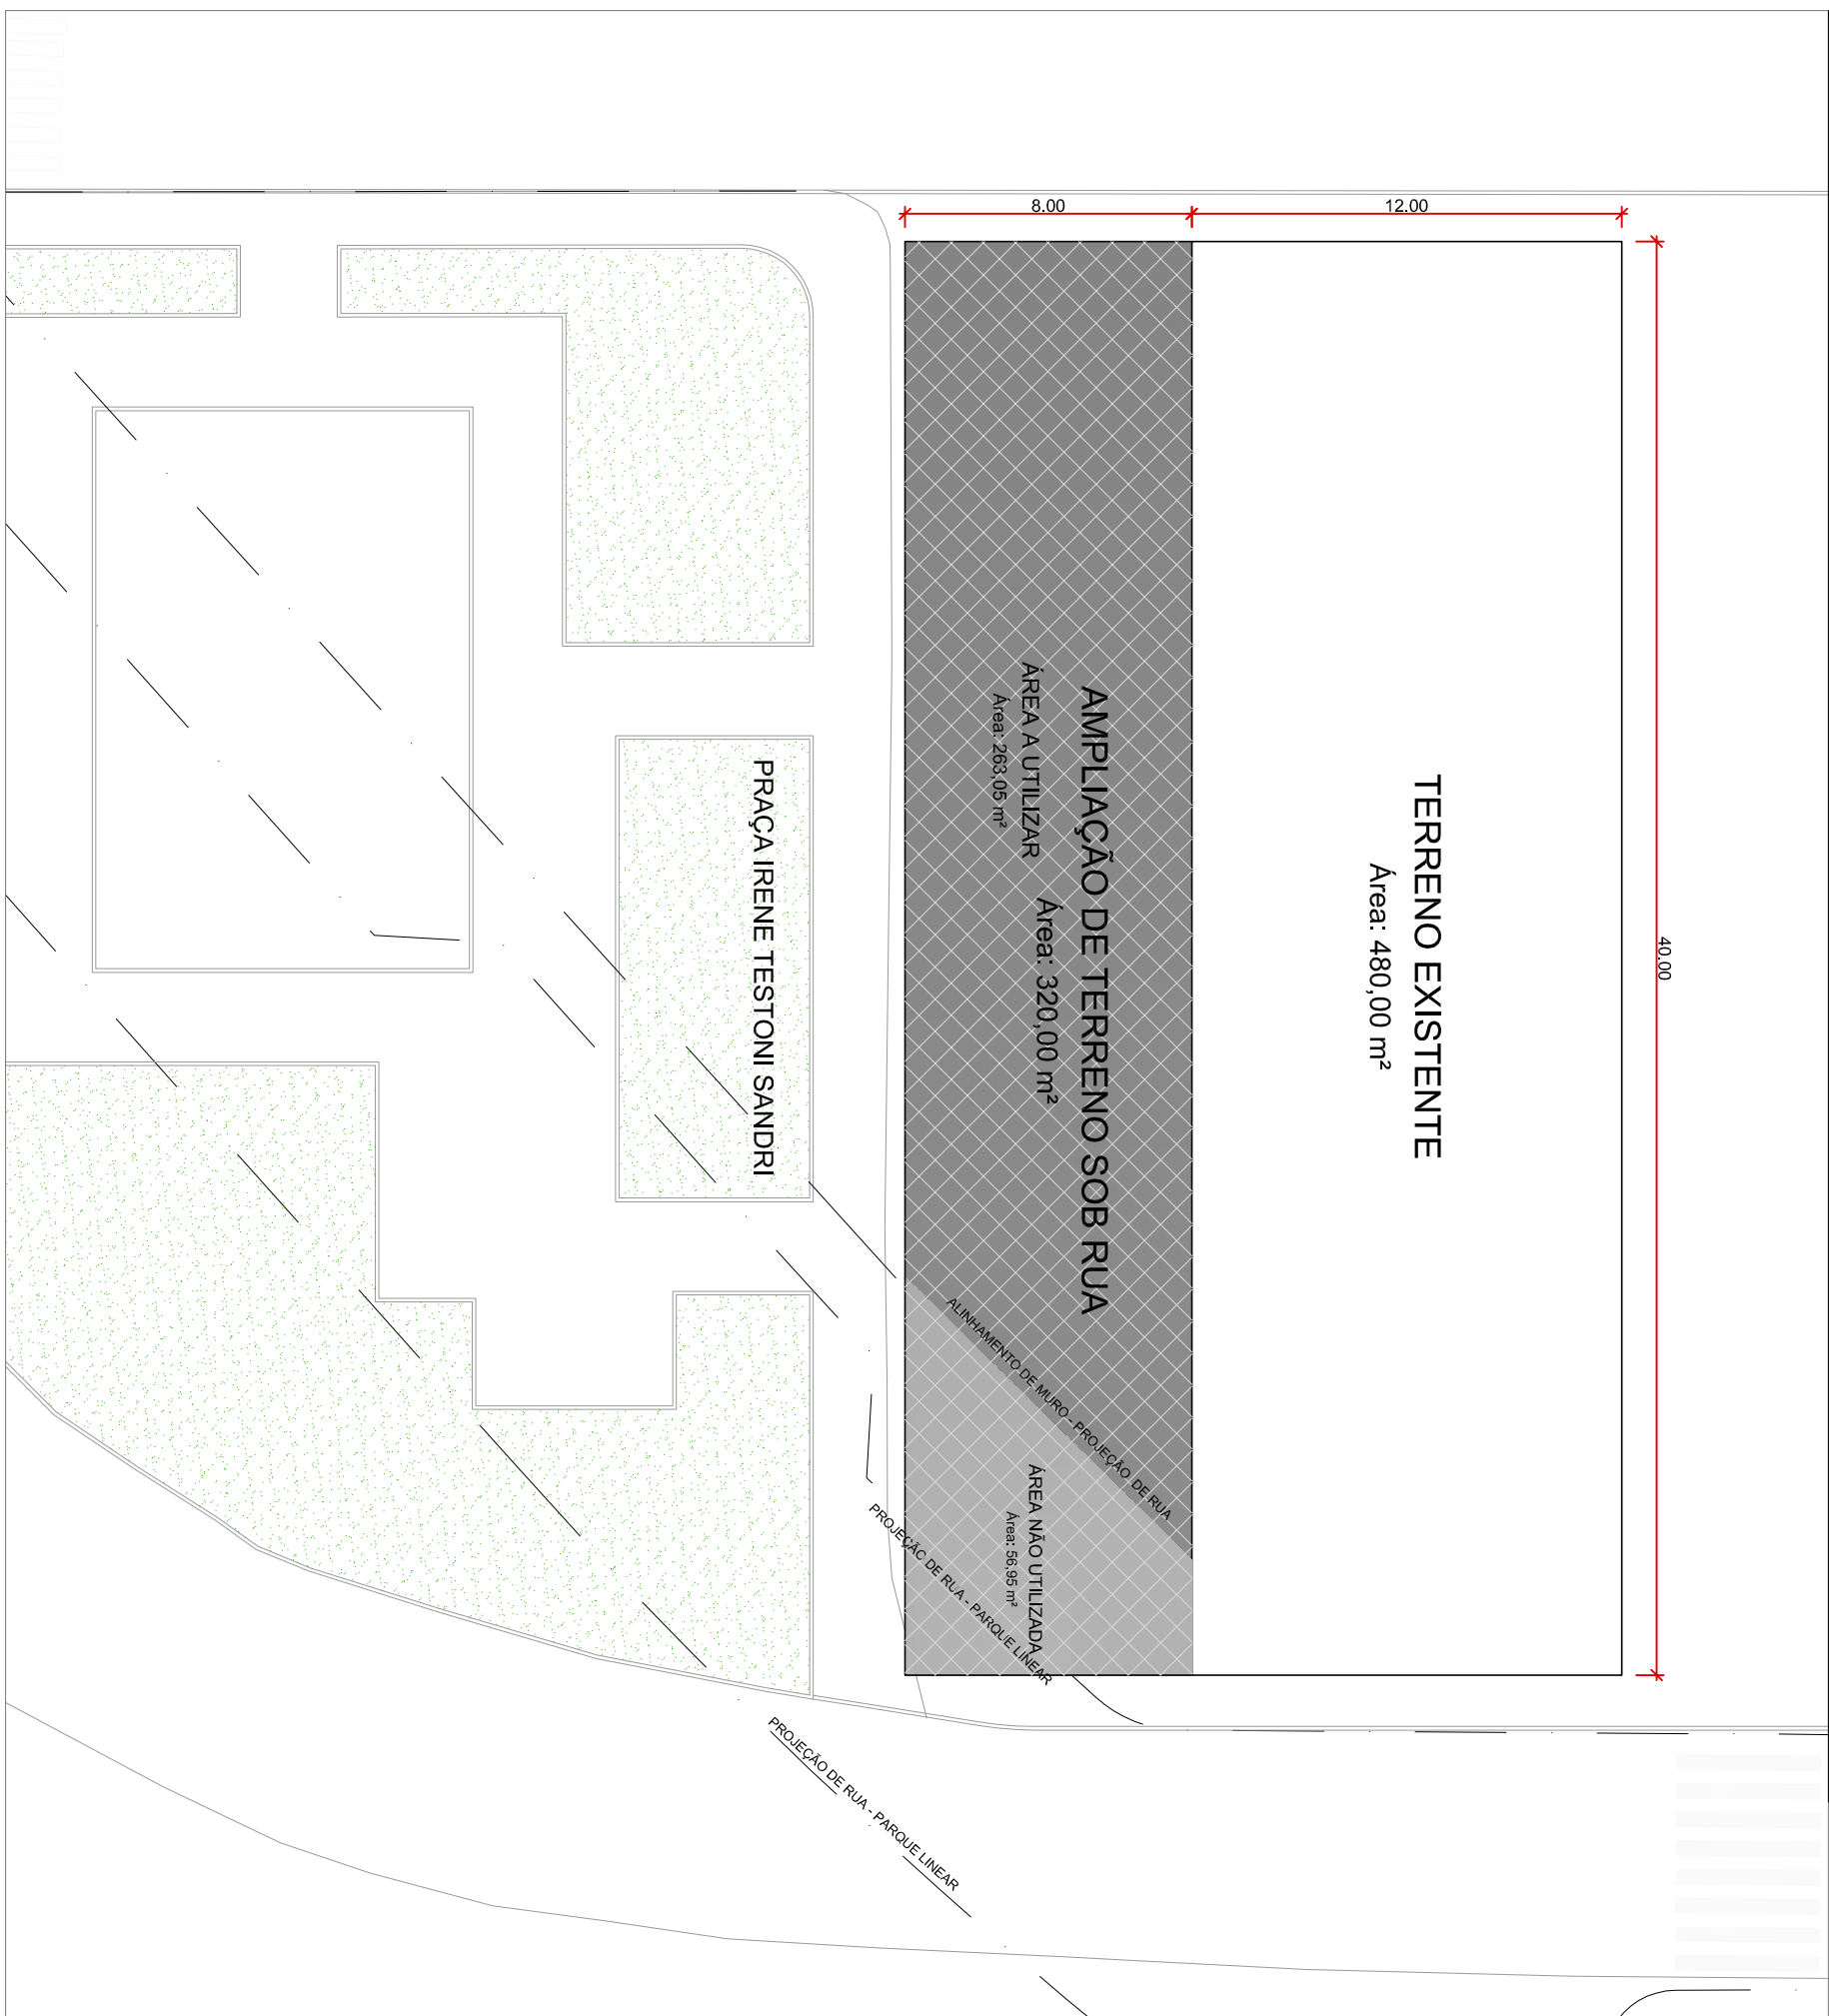 8.00
12.00
40.00
TERRENO EXISTENTE
Área: 480,00 m²
AMPLIAÇÃO DE TERRENO SOB RUA
Área: 320,00 m²
ÁREA A UTILIZAR
Área: 263,05 m²
PRAÇA IRENE TESTONI SANDRI
ALINHAMENTO DE MURO - PROJEÇÃO DE RUA
ÁREA NÃO UTILIZADA
Área: 56,95 m²
PROJEÇÃO DE RUA - PARQUE LINEAR
PROJEÇÃO DE RUA - PARQUE LINEAR